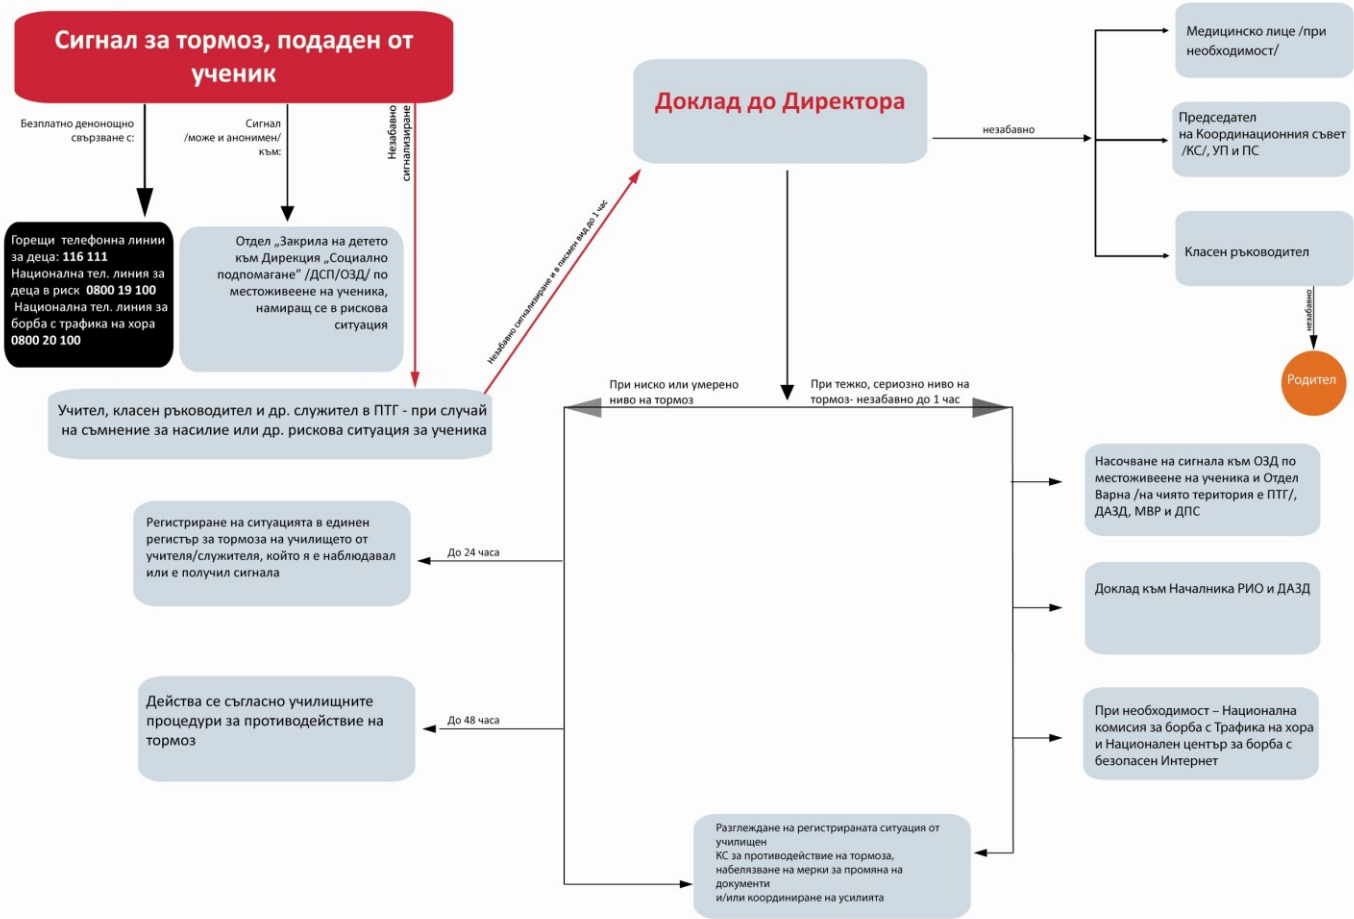 Сигнал за тормоз, подаден от
ученик
Безплатно денонощно
свързване с:
Сигнал
/може и анонимен/
към:
Незабавно
сигнализиране
Горещи телефонна линии
за деца: 116 111
Национална тел. линия за
деца в риск 0800 19 100
Национална тел. линия за
борба с трафика на хора
0800 20 100
Отдел „Закрила на детето
към Дирекция „Социално
подпомагане" /ДСП/ОЗД/ по
местоживеене на ученика,
намиращ се в рискова
ситуация
Незабавно сигнализиране и в писмен вид до 1 час
Учител, класен ръководител и др. служител в ПТГ - при случай
на съмнение за насилие или др. рискова ситуация за ученика
Доклад до Директора
незабавно
Медицинско лице /при
необходимост/
Председател
на Координационния съвет
/КС/, УП и ПС
Класен ръководител
незабавно
Родител
При ниско или умерено
ниво на тормоз
При тежко, сериозно ниво на
тормоз- незабавно до 1 час
Регистриране на ситуацията в единен
регистър за тормоза на училището от
учителя/служителя, който я е наблюдавал
или е получил сигнала
До 24 часа
Действа се съгласно училищните
процедури за противодействие на
тормоз
До 48 часа
Насочване на сигнала към ОЗД по
местоживеене на ученика и Отдел
Варна /на чиято територия е ПТГ/,
ДАЗД, МВР и ДПС
Доклад към Началника РИО и ДАЗД
При необходимост – Национална
комисия за борба с Трафика на хора
и Национален център за борба с
безопасен Интернет
Разглеждане на регистрираната ситуация от
училищен
КС за противодействие на тормоза,
набелязване на мерки за промяна на
документи
и/или координиране на усилията